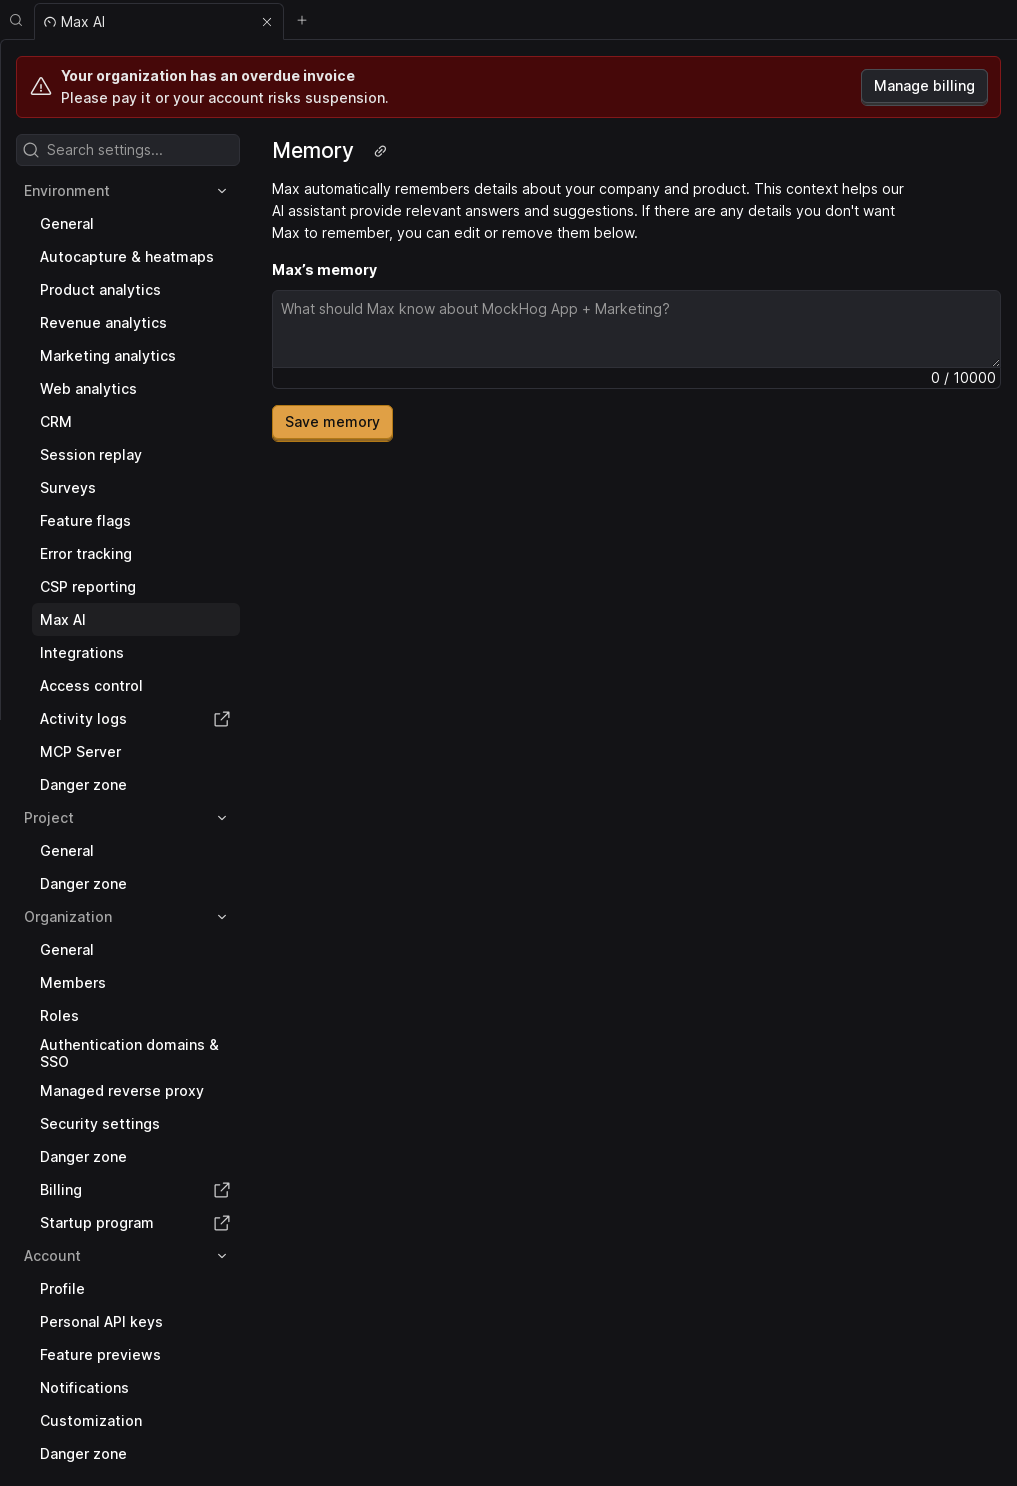 Max AI
Your organization has an overdue invoice
Please pay it or your account risks suspension.
Manage billing
Search settings...
Environment
General
Autocapture & heatmaps
Product analytics
Revenue analytics
Marketing analytics
Web analytics
CRM
Session replay
Surveys
Feature flags
Error tracking
CSP reporting
Max AI
Integrations
Access control
Activity logs
MCP Server
Danger zone
Project
General
Danger zone
Organization
General
Members
Roles
Authentication domains &
SSO
Managed reverse proxy
Security settings
Danger zone
Billing
Startup program
Account
Profile
Personal API keys
Feature previews
Notifications
Customization
Danger zone
Memory
Max automatically remembers details about your company and product. This context helps our
AI assistant provide relevant answers and suggestions. If there are any details you don't want
Max to remember, you can edit or remove them below.
Max’s memory
What should Max know about MockHog App + Marketing?
0 / 10000
Save memory